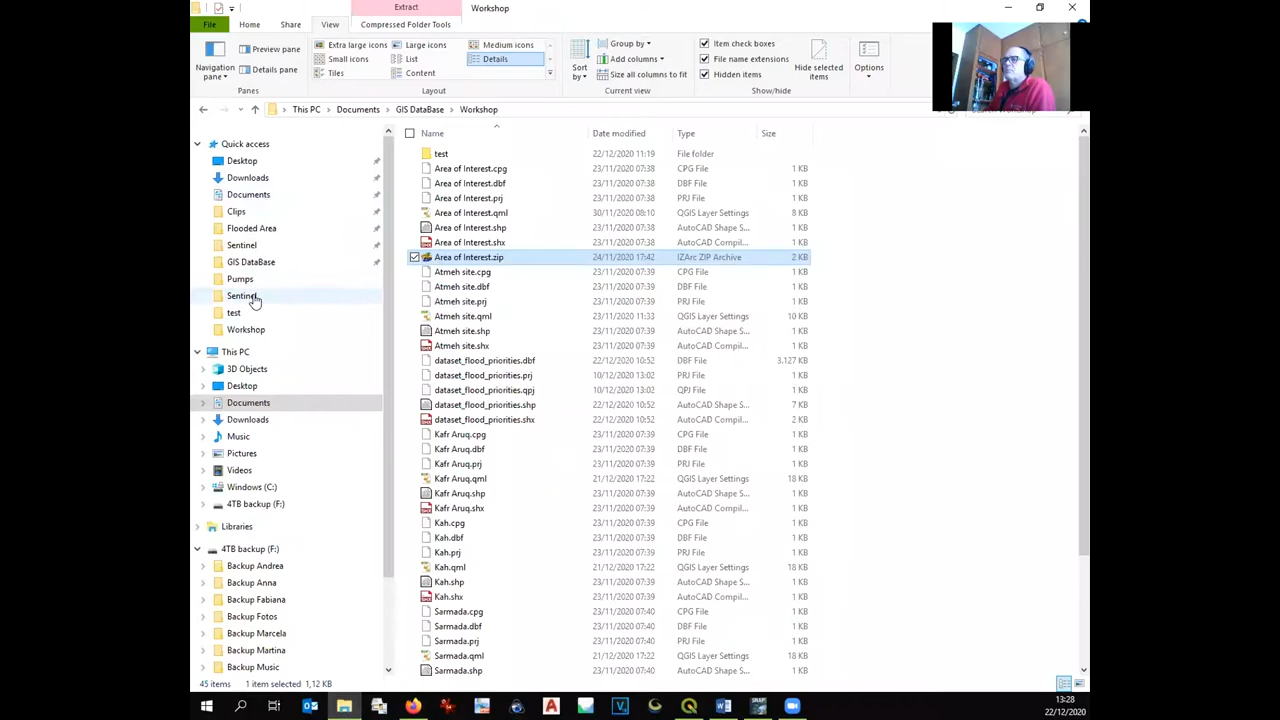 Extract
Workshop
File
Home
Share
View
Compressed Folder Tools
Navigation pane
Preview pane
Details pane
Panes
Extra large icons
Large icons
Medium icons
Small icons
List
Details
Tiles
Content
Layout
Sort by
Group by
Add columns
Size all columns to fit
Current view
Item check boxes
File name extensions
Hidden items
Hide selected items
Show/hide
Options
This PC
Documents
GIS DataBase
Workshop
Quick access
Desktop
Downloads
Documents
Clips
Flooded Area
Sentinel
GIS DataBase
Pumps
Sentinel
test
Workshop
This PC
3D Objects
Desktop
Documents
Downloads
Music
Pictures
Videos
Windows (C:)
4TB backup (F:)
Libraries
4TB backup (F:)
Backup Andrea
Backup Anna
Backup Fabiana
Backup Fotos
Backup Marcela
Backup Martina
Backup Music
Name Date modified Type Size
test 22/12/2020 11:19 File folder
Area of Interest.cpg 23/11/2020 07:38 CPG File 1 KB
Area of Interest.dbf 23/11/2020 07:38 DBF File 1 KB
Area of Interest.prj 23/11/2020 07:38 PRJ File 1 KB
Area of Interest.qml 30/11/2020 08:10 QGIS Layer Settings 8 KB
Area of Interest.shp 23/11/2020 07:38 AutoCAD Shape S... 1 KB
Area of Interest.shx 23/11/2020 07:38 AutoCAD Compil... 1 KB
Area of Interest.zip 24/11/2020 17:42 IZArc ZIP Archive 2 KB
Atmeh site.cpg 23/11/2020 07:39 CPG File 1 KB
Atmeh site.dbf 23/11/2020 07:39 DBF File 1 KB
Atmeh site.prj 23/11/2020 07:39 PRJ File 1 KB
Atmeh site.qml 23/11/2020 11:33 QGIS Layer Settings 10 KB
Atmeh site.shp 23/11/2020 07:39 AutoCAD Shape S... 1 KB
Atmeh site.shx 23/11/2020 07:39 AutoCAD Compil... 1 KB
dataset_flood_priorities.dbf 22/12/2020 10:52 DBF File 3.127 KB
dataset_flood_priorities.prj 10/12/2020 13:02 PRJ File 1 KB
dataset_flood_priorities.qpj 10/12/2020 13:02 QPJ File 1 KB
dataset_flood_priorities.shp 22/12/2020 10:52 AutoCAD Shape S... 7 KB
dataset_flood_priorities.shx 22/12/2020 10:52 AutoCAD Compil... 2 KB
Kafr Aruq.cpg 23/11/2020 07:39 CPG File 1 KB
Kafr Aruq.dbf 23/11/2020 07:39 DBF File 1 KB
Kafr Aruq.prj 23/11/2020 07:39 PRJ File 1 KB
Kafr Aruq.qml 21/12/2020 17:22 QGIS Layer Settings 18 KB
Kafr Aruq.shp 23/11/2020 07:39 AutoCAD Shape S... 1 KB
Kafr Aruq.shx 23/11/2020 07:39 AutoCAD Compil... 1 KB
Kah.cpg 23/11/2020 07:39 CPG File 1 KB
Kah.dbf 23/11/2020 07:39 DBF File 1 KB
Kah.prj 23/11/2020 07:39 PRJ File 1 KB
Kah.qml 21/12/2020 17:22 QGIS Layer Settings 18 KB
Kah.shp 23/11/2020 07:39 AutoCAD Shape S... 1 KB
Kah.shx 23/11/2020 07:39 AutoCAD Compil... 1 KB
Sarmada.cpg 23/11/2020 07:40 CPG File 1 KB
Sarmada.dbf 23/11/2020 07:40 DBF File 1 KB
Sarmada.prj 23/11/2020 07:40 PRJ File 1 KB
Sarmada.qml 21/12/2020 17:22 QGIS Layer Settings 18 KB
Sarmada.shp 23/11/2020 07:40 AutoCAD Shape S... 1 KB
45 items 1 item selected 1,12 KB
13:28
22/12/2020